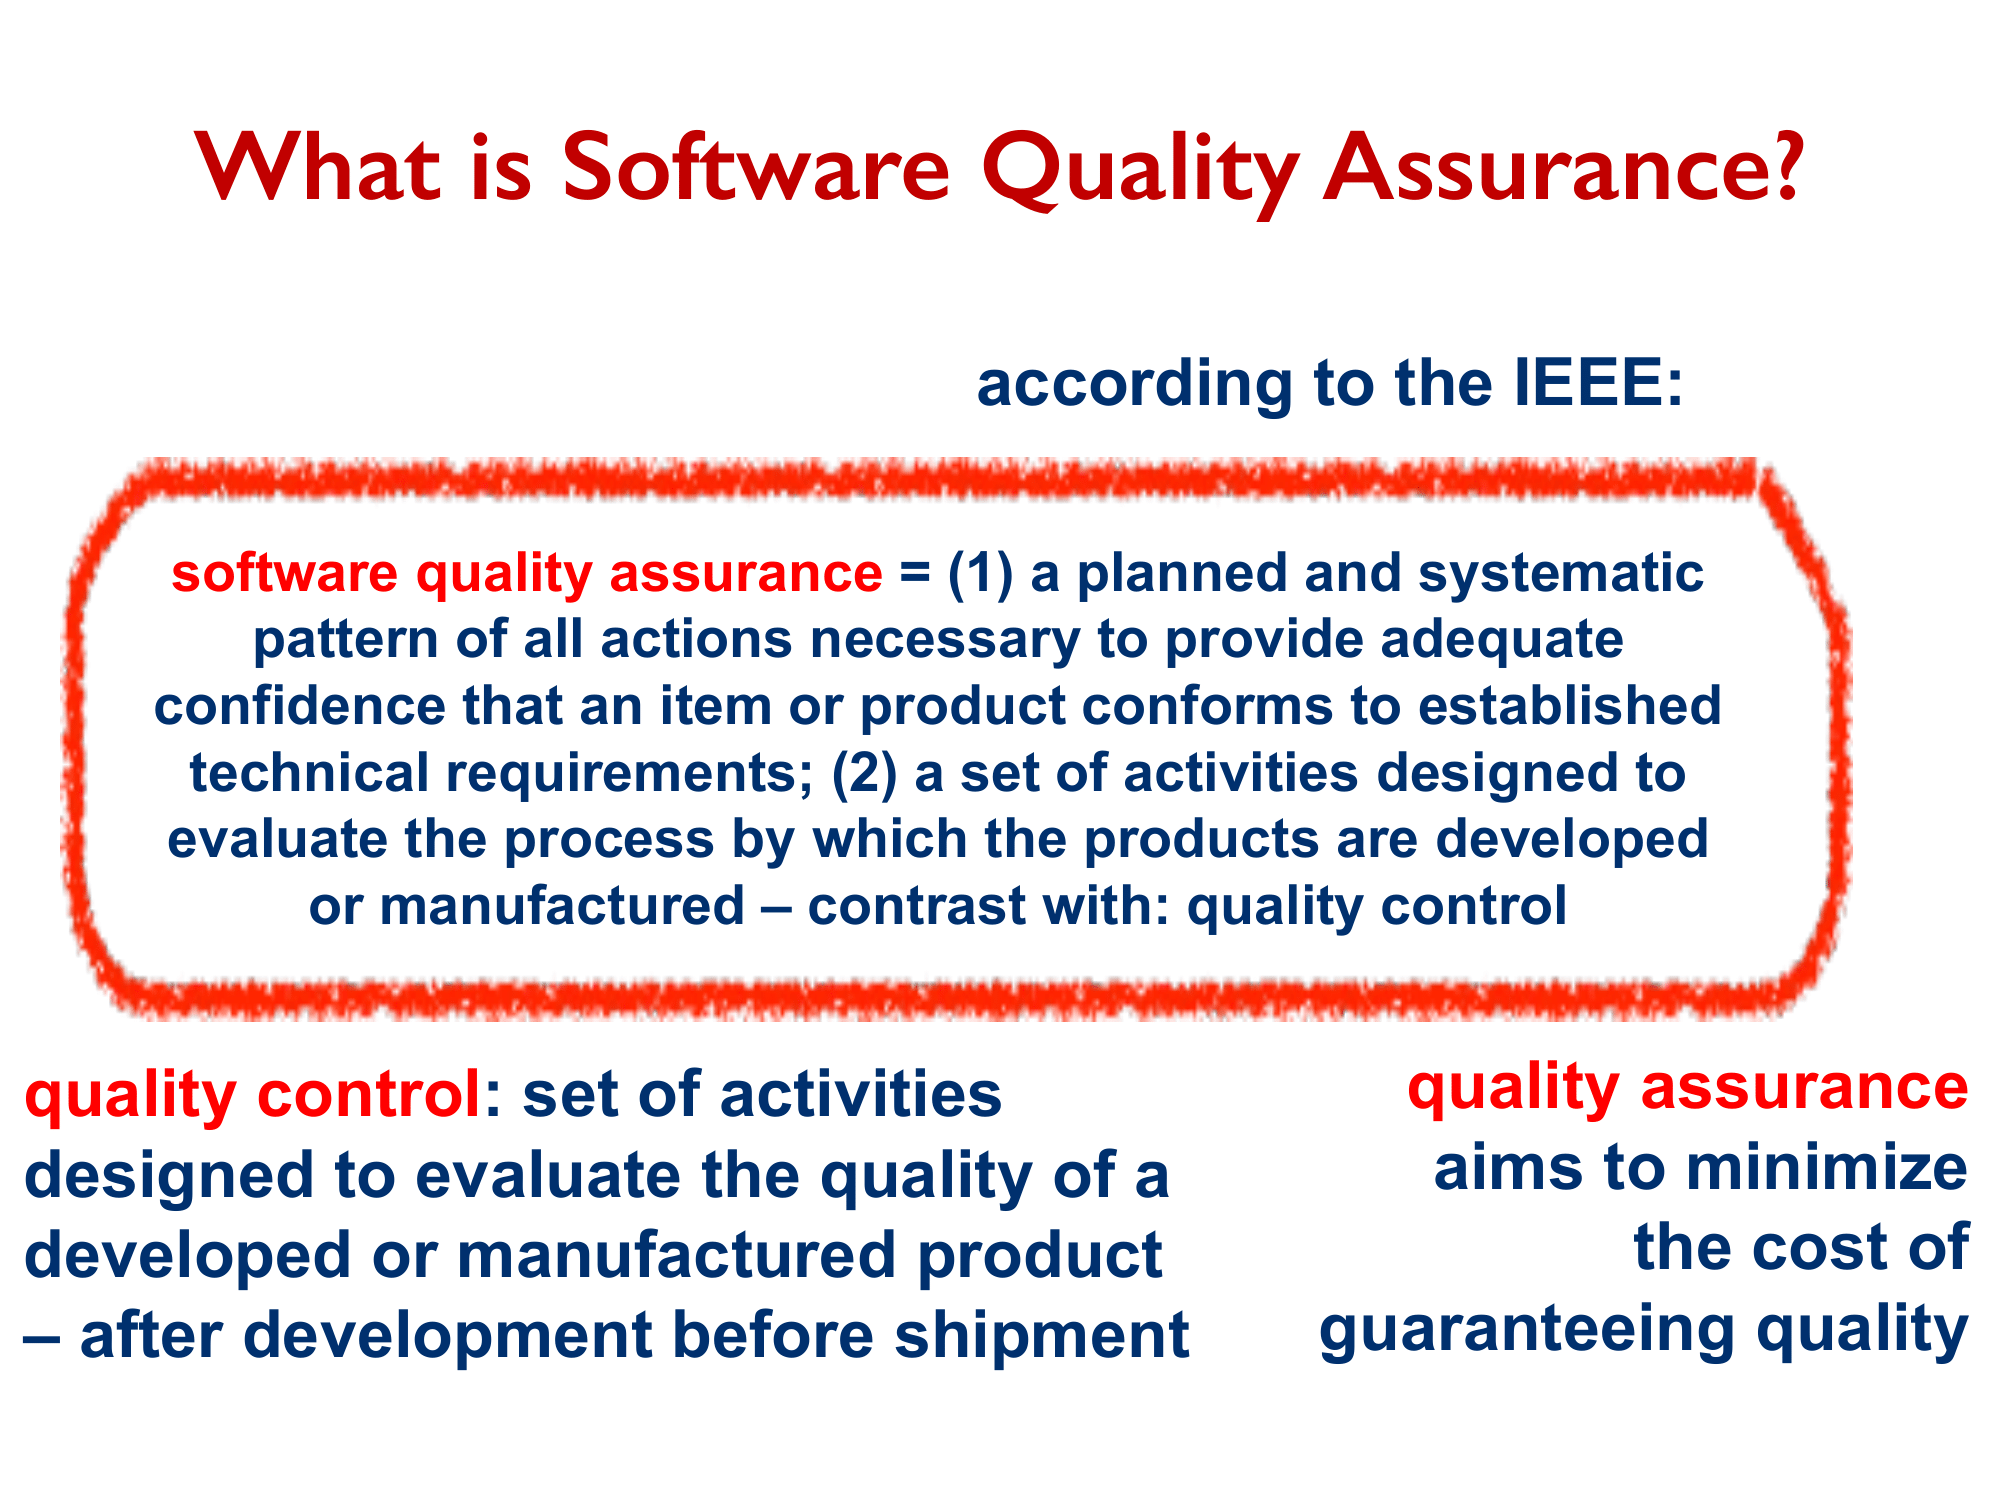 What is Software Quality Assurance?
according to the IEEE:
software quality assurance = (1) a planned and systematic
pattern of all actions necessary to provide adequate
confidence that an item or product conforms to established
technical requirements; (2) a set of activities designed to
evaluate the process by which the products are developed
or manufactured – contrast with: quality control
quality control: set of activities
designed to evaluate the quality of a
developed or manufactured product
– after development before shipment
quality assurance
aims to minimize
the cost of
guaranteeing quality